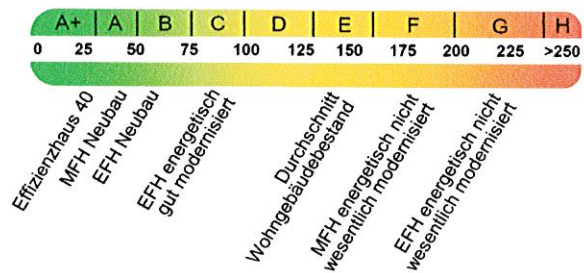 A+ A B C D E F G H
0 25 50 75 100 125 150 175 200 225 >250
Effizienzhaus 40
MFH Neubau
EFH Neubau
EFH energetisch
gut modernisiert
Durchschnitt
Wohngebäudebestand
MFH energetisch nicht
wesentlich modernisiert
EFH energetisch nicht
wesentlich modernisiert